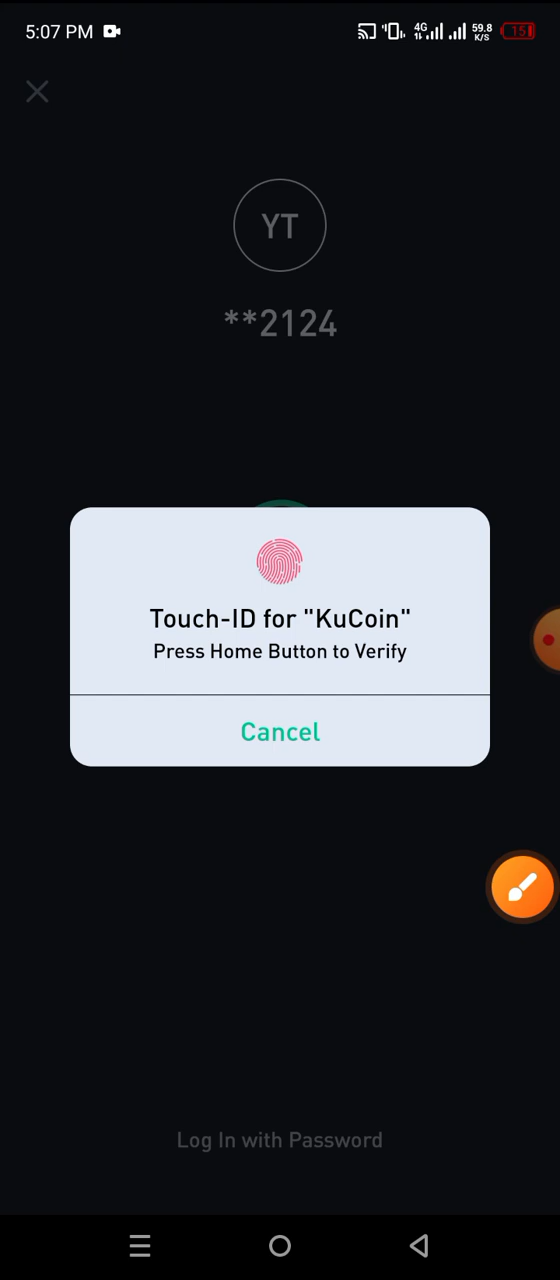 5:07 PM
4G
59.8
K/S
15
YT
**2124
Touch-ID for "KuCoin"
Press Home Button to Verify
Cancel
Log In with Password